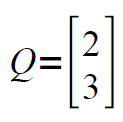 Q = [2
3]